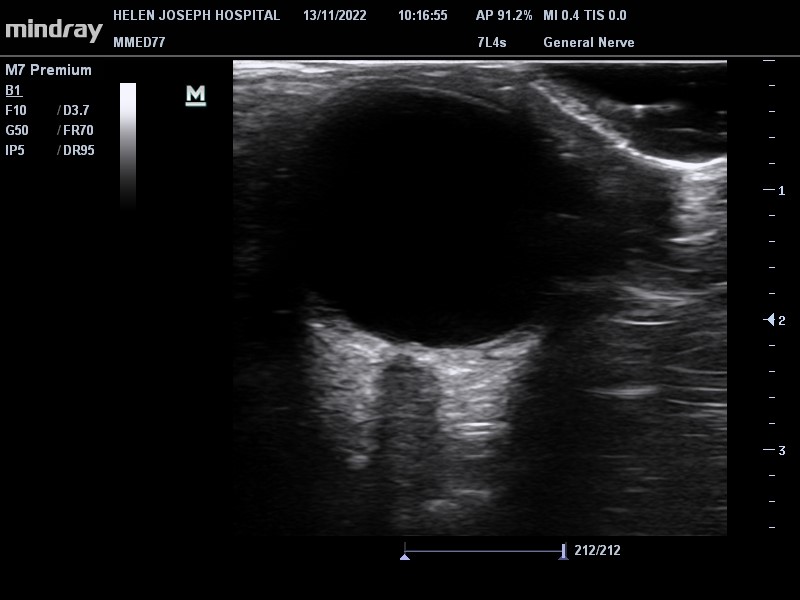 mindray
HELEN JOSEPH HOSPITAL 13/11/2022 10:16:55 AP 91.2% MI 0.4 TIS 0.0
MMED77 7L4s General Nerve
M7 Premium
B1
F10 / D3.7
G50 / FR70
IP5 / DR95
M
1
2
3
212/212